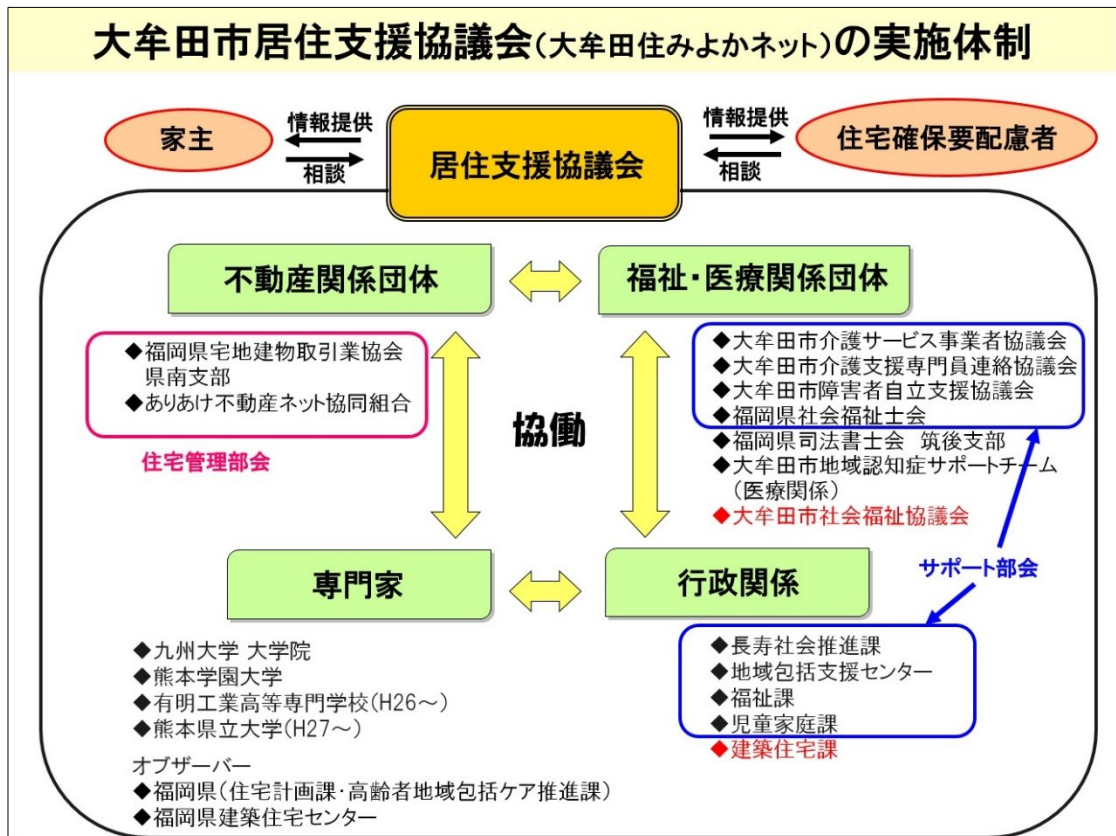 大牟田市居住支援協議会(大牟田住みよかネット)の実施体制
家主
情報提供
相談
居住支援協議会
情報提供
相談
住宅確保要配慮者
不動産関係団体
福祉・医療関係団体
◆福岡県宅地建物取引業協会
県南支部
◆ありあけ不動産ネット協同組合
住宅管理部会
協働
◆大牟田市介護サービス事業者協議会
◆大牟田市介護支援専門員連絡協議会
◆大牟田市障害者自立支援協議会
◆福岡県社会福祉士会
◆福岡県司法書士会 筑後支部
◆大牟田市地域認知症サポートチーム
(医療関係)
◆大牟田市社会福祉協議会
サポート部会
専門家
行政関係
◆九州大学 大学院
◆熊本学園大学
◆有明工業高等専門学校(H26～)
◆熊本県立大学(H27～)
オブザーバー
◆福岡県(住宅計画課・高齢者地域包括ケア推進課)
◆福岡県建築住宅センター
◆長寿社会推進課
◆地域包括支援センター
◆福祉課
◆児童家庭課
◆建築住宅課